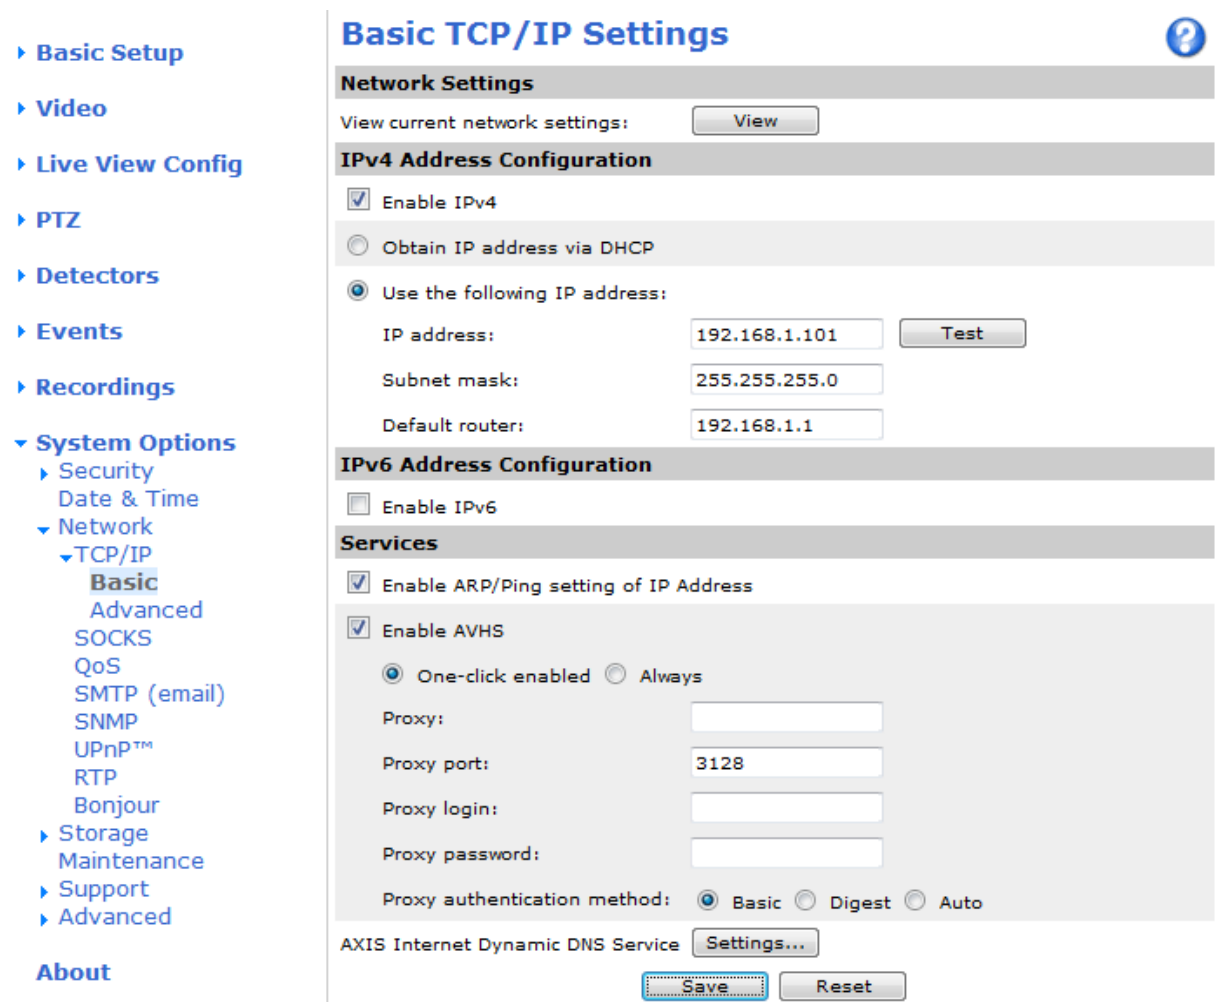 Basic Setup
Video
Live View Config
PTZ
Detectors
Events
Recordings
System Options
Security
Date & Time
Network
TCP/IP
Basic
Advanced
SOCKS
QoS
SMTP (email)
SNMP
UPnP™
RTP
Bonjour
Storage
Maintenance
Support
Advanced
About
Basic TCP/IP Settings
?
Network Settings
View current network settings: View
IPv4 Address Configuration
Enable IPv4
Obtain IP address via DHCP
Use the following IP address:
IP address: 192.168.1.101 Test
Subnet mask: 255.255.255.0
Default router: 192.168.1.1
IPv6 Address Configuration
Enable IPv6
Services
Enable ARP/Ping setting of IP Address
Enable AVHS
One-click enabled Always
Proxy:
Proxy port: 3128
Proxy login:
Proxy password:
Proxy authentication method: Basic Digest Auto
AXIS Internet Dynamic DNS Service Settings...
Save Reset